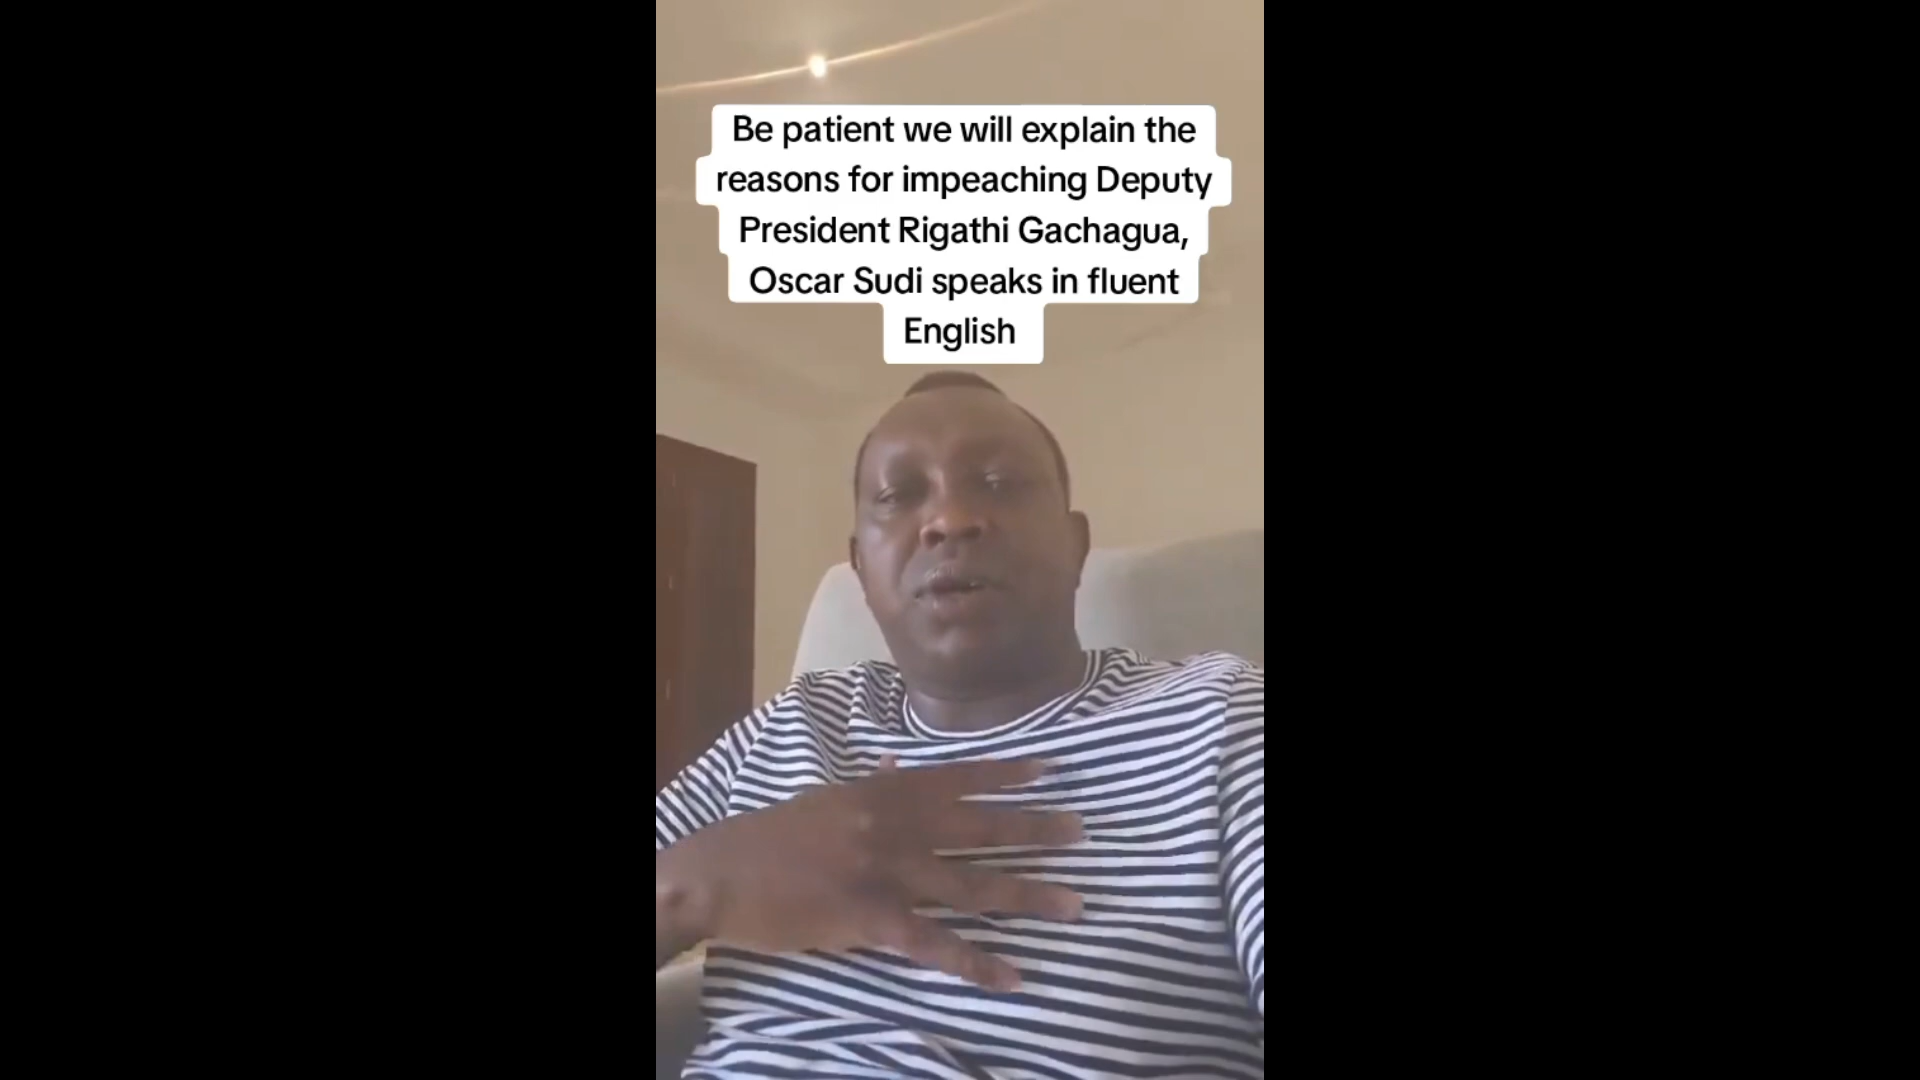 Be patient we will explain the
reasons for impeaching Deputy
President Rigathi Gachagua,
Oscar Sudi speaks in fluent
English